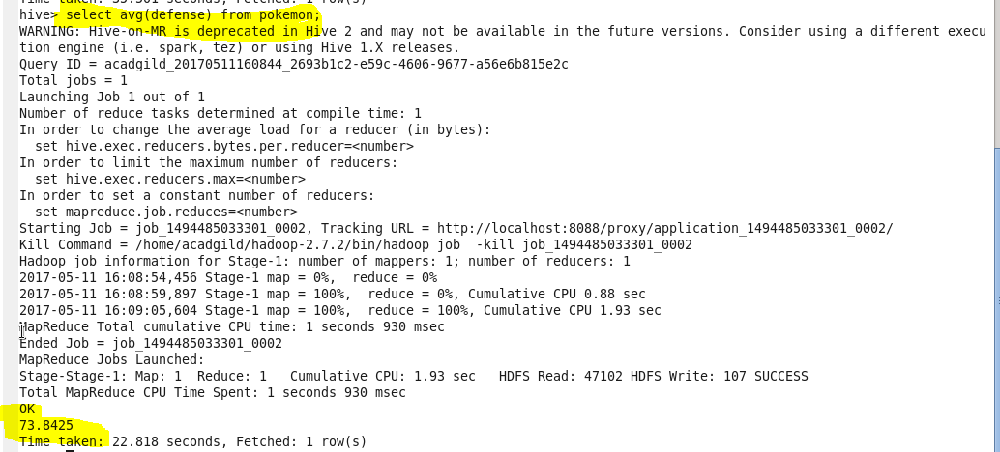 Time taken: 33.301 seconds, Fetched: 1 row(s)
hive> select avg(defense) from pokemon;
WARNING: Hive-on-MR is deprecated in Hive 2 and may not be available in the future versions. Consider using a different execu
tion engine (i.e. spark, tez) or using Hive 1.X releases.
Query ID = acadgild_20170511160844_2693b1c2-e59c-4606-9677-a56e6b815e2c
Total jobs = 1
Launching Job 1 out of 1
Number of reduce tasks determined at compile time: 1
In order to change the average load for a reducer (in bytes):
  set hive.exec.reducers.bytes.per.reducer=<number>
In order to limit the maximum number of reducers:
  set hive.exec.reducers.max=<number>
In order to set a constant number of reducers:
  set mapreduce.job.reduces=<number>
Starting Job = job_1494485033301_0002, Tracking URL = http://localhost:8088/proxy/application_1494485033301_0002/
Kill Command = /home/acadgild/hadoop-2.7.2/bin/hadoop job  -kill job_1494485033301_0002
Hadoop job information for Stage-1: number of mappers: 1; number of reducers: 1
2017-05-11 16:08:54,456 Stage-1 map = 0%,  reduce = 0%
2017-05-11 16:08:59,897 Stage-1 map = 100%,  reduce = 0%, Cumulative CPU 0.88 sec
2017-05-11 16:09:05,604 Stage-1 map = 100%,  reduce = 100%, Cumulative CPU 1.93 sec
MapReduce Total cumulative CPU time: 1 seconds 930 msec
Ended Job = job_1494485033301_0002
MapReduce Jobs Launched:
Stage-Stage-1: Map: 1  Reduce: 1   Cumulative CPU: 1.93 sec   HDFS Read: 47102 HDFS Write: 107 SUCCESS
Total MapReduce CPU Time Spent: 1 seconds 930 msec
OK
73.8425
Time taken: 22.818 seconds, Fetched: 1 row(s)